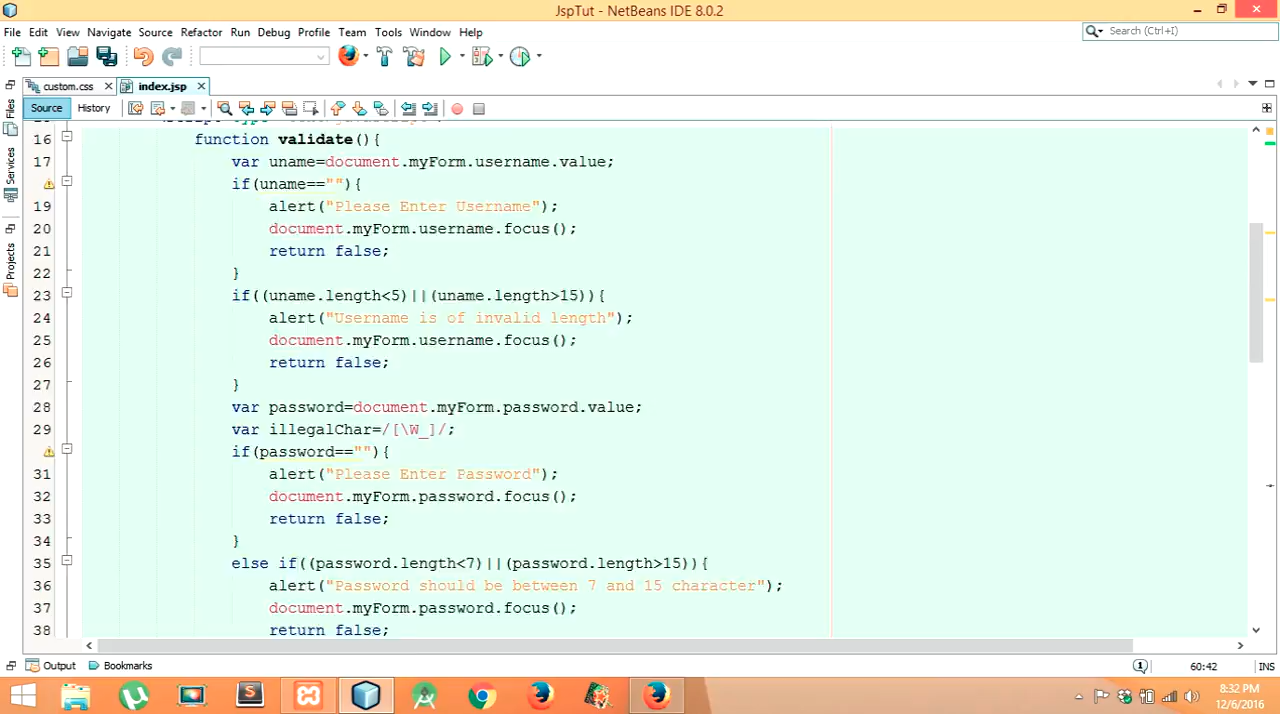 JspTut - NetBeans IDE 8.0.2
File Edit View Navigate Source Refactor Run Debug Profile Team Tools Window Help
Search (Ctrl+I)
custom.css
index.jsp
Source History
Files
Services
Projects
16 function validate(){
17 var uname=document.myForm.username.value;
if(uname==""){
19 alert("Please Enter Username");
20 document.myForm.username.focus();
21 return false;
22 }
23 if((uname.length<5)||(uname.length>15)){
24 alert("Username is of invalid length");
25 document.myForm.username.focus();
26 return false;
27 }
28 var password=document.myForm.password.value;
29 var illegalChar=/[\W_]/;
if(password==""){
31 alert("Please Enter Password");
32 document.myForm.password.focus();
33 return false;
34 }
35 else if((password.length<7)||(password.length>15)){
36 alert("Password should be between 7 and 15 character");
37 document.myForm.password.focus();
38 return false;
Output Bookmarks
1
60:42 INS
8:32 PM
12/6/2016